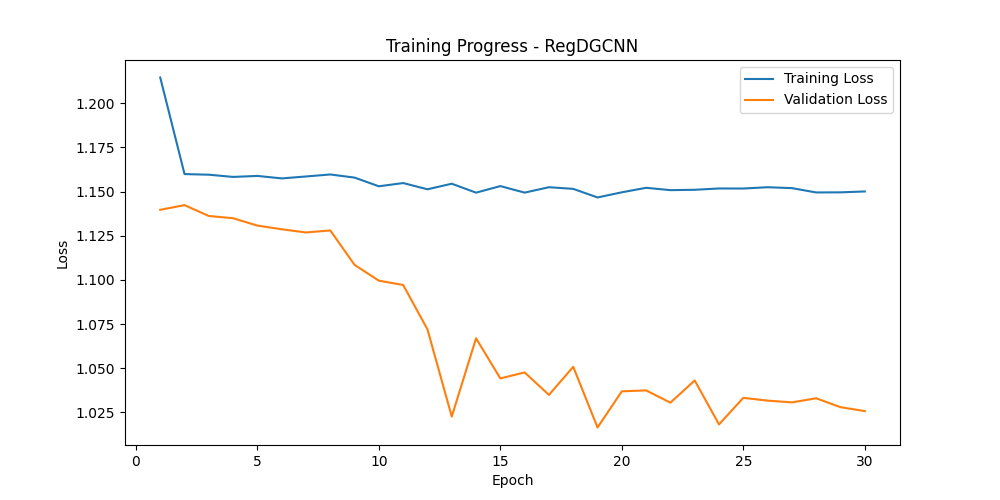 Training Progress - RegDGCNN
Training Loss
Validation Loss
Loss
1.200
1.175
1.150
1.125
1.100
1.075
1.050
1.025
0 5 10 15 20 25 30
Epoch